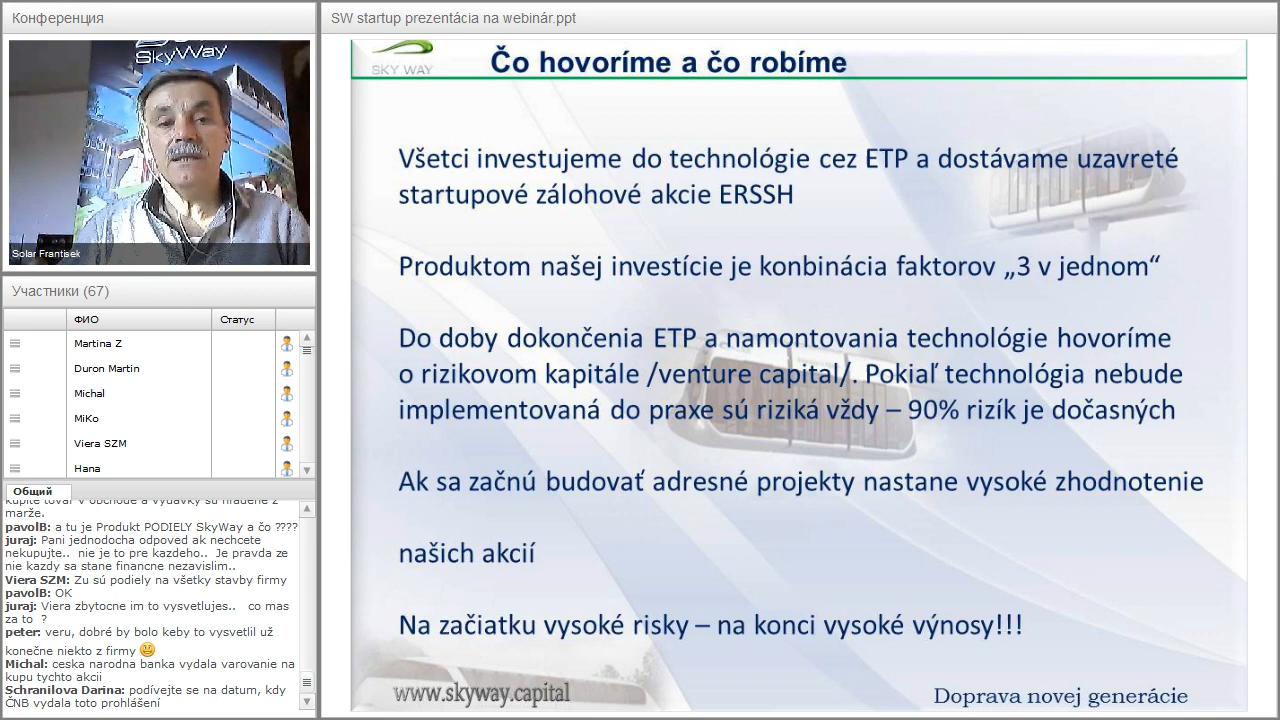 Конференция
SkyWay
Solar Frantisek
Участники (67)
ФИО
Статус
Martina Z
Duron Martin
Michal
MiKo
Viera SZM
Hana
Общий
kúpite tovar v obchode a výdavky sú hradené z
marže.
pavolB: a tu je Produkt PODIELY SkyWay a čo ????
juraj: Pani jednodocha odpoved ak nechcete
nekupujte.. nie je to pre kazdeho.. Je pravda ze
nie kazdy sa stane financne nezavislim..
Viera SZM: Zu sú podiely na všetky stavby firmy
pavolB: OK
juraj: Viera zbytocne im to vysvetlujes.. co mas
za to ?
peter: veru, dobré by bolo keby to vysvetlil už
konečne niekto z firmy
Michal: ceska narodna banka vydala varovanie na
kupu tychto akcii
Schranilova Darina: podívejte se na datum, kdy
ČNB vydala toto prohlášení
SW startup prezentácia na webinár.ppt
SKY WAY
Čo hovoríme a čo robíme
Všetci investujeme do technológie cez ETP a dostávame uzavreté
startupové zálohové akcie ERSSH
Produktom našej investície je konbinácia faktorov „3 v jednom“
Do doby dokončenia ETP a namontovania technológie hovoríme
o rizikovom kapitále /venture capital/. Pokiaľ technológia nebude
implementovaná do praxe sú riziká vždy – 90% rizík je dočasných
Ak sa začnú budovať adresné projekty nastane vysoké zhodnotenie
našich akcií
Na začiatku vysoké risky – na konci vysoké výnosy!!!
www.skyway.capital
Doprava novej generácie